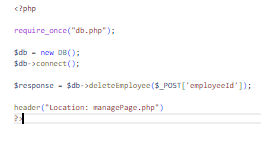 <?php
require_once("db.php");
$db = new DB();
$db->connect();
$response = $db->deleteEmployee($_POST['employeeId']);
header("Location: managePage.php")
?>